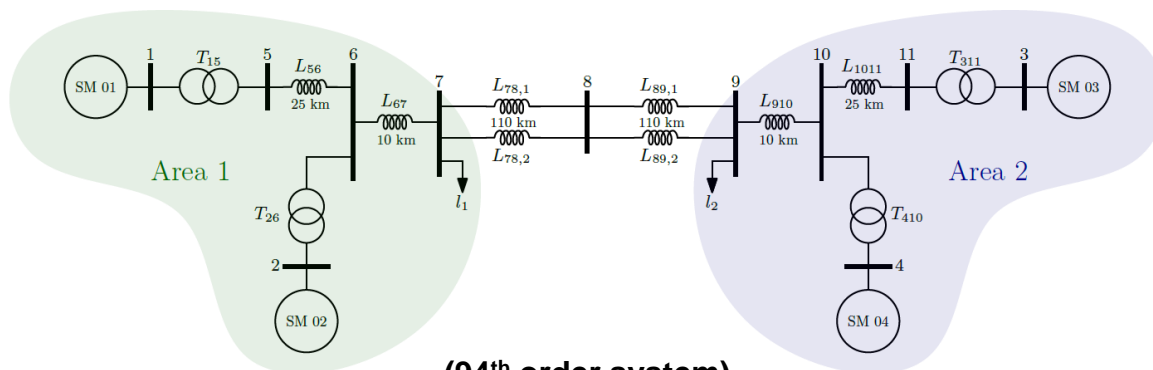 1 T15 5 L56 6 7 L78,1 8 L89,1 9 10 L1011 11 T311 3
SM 01 25 km L67 110 km 110 km L910 25 km SM 03
10 km L78,2 L89,2 10 km
Area 1 l1 l2 Area 2
T26 T410
2 4
SM 02 SM 04
(94th order system)